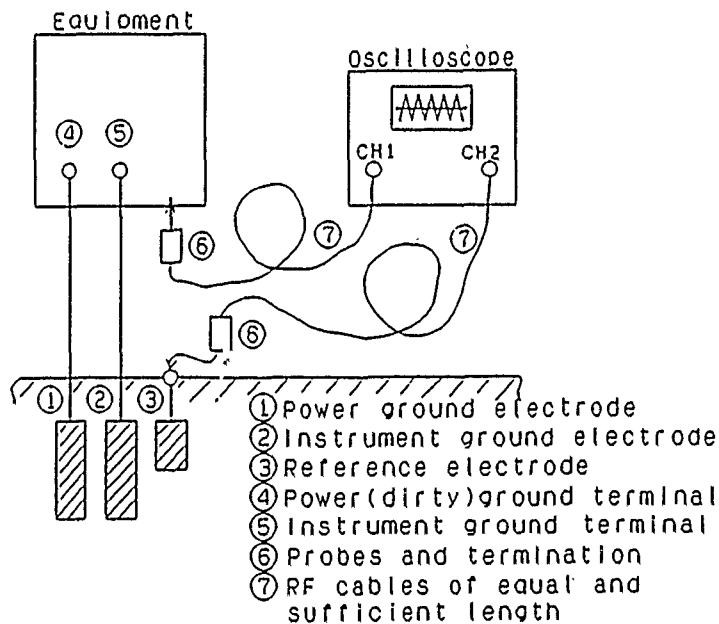 Equipment
Oscilloscope
④ ⑤
CH1 CH2
⑥ ⑦ ⑦
⑥
① ② ③
①Power ground electrode
②Instrument ground electrode
③Reference electrode
④Power(dirty)ground terminal
⑤Instrument ground terminal
⑥Probes and termination
⑦RF cables of equal and
sufficient length